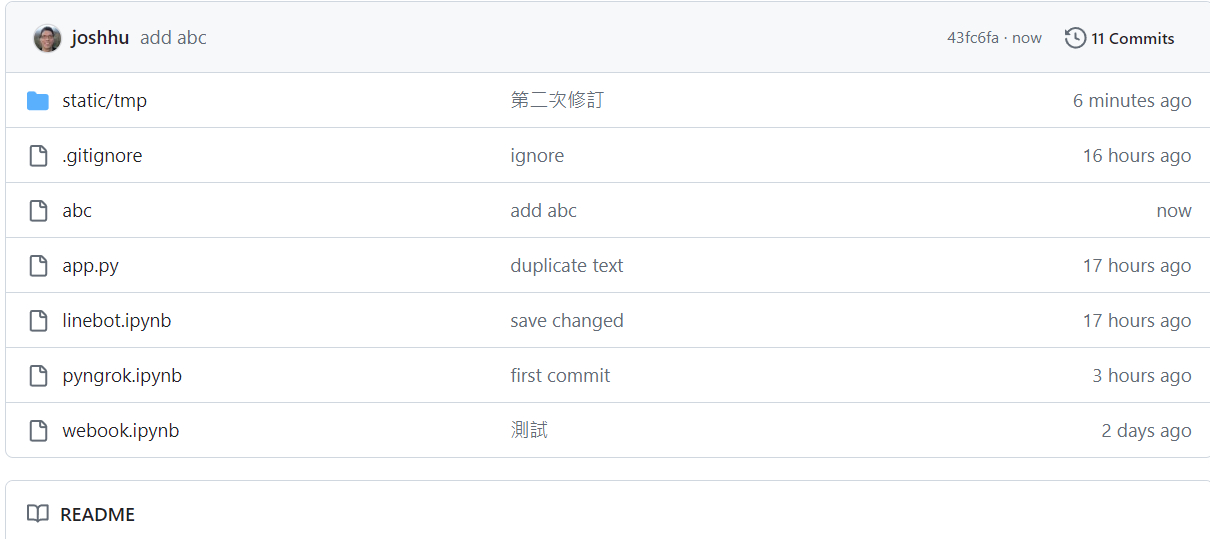 joshhu add abc 43fc6fa · now 11 Commits
static/tmp 第二次修訂 6 minutes ago
.gitignore ignore 16 hours ago
abc add abc now
app.py duplicate text 17 hours ago
linebot.ipynb save changed 17 hours ago
pyngrok.ipynb first commit 3 hours ago
webook.ipynb 測試 2 days ago
README